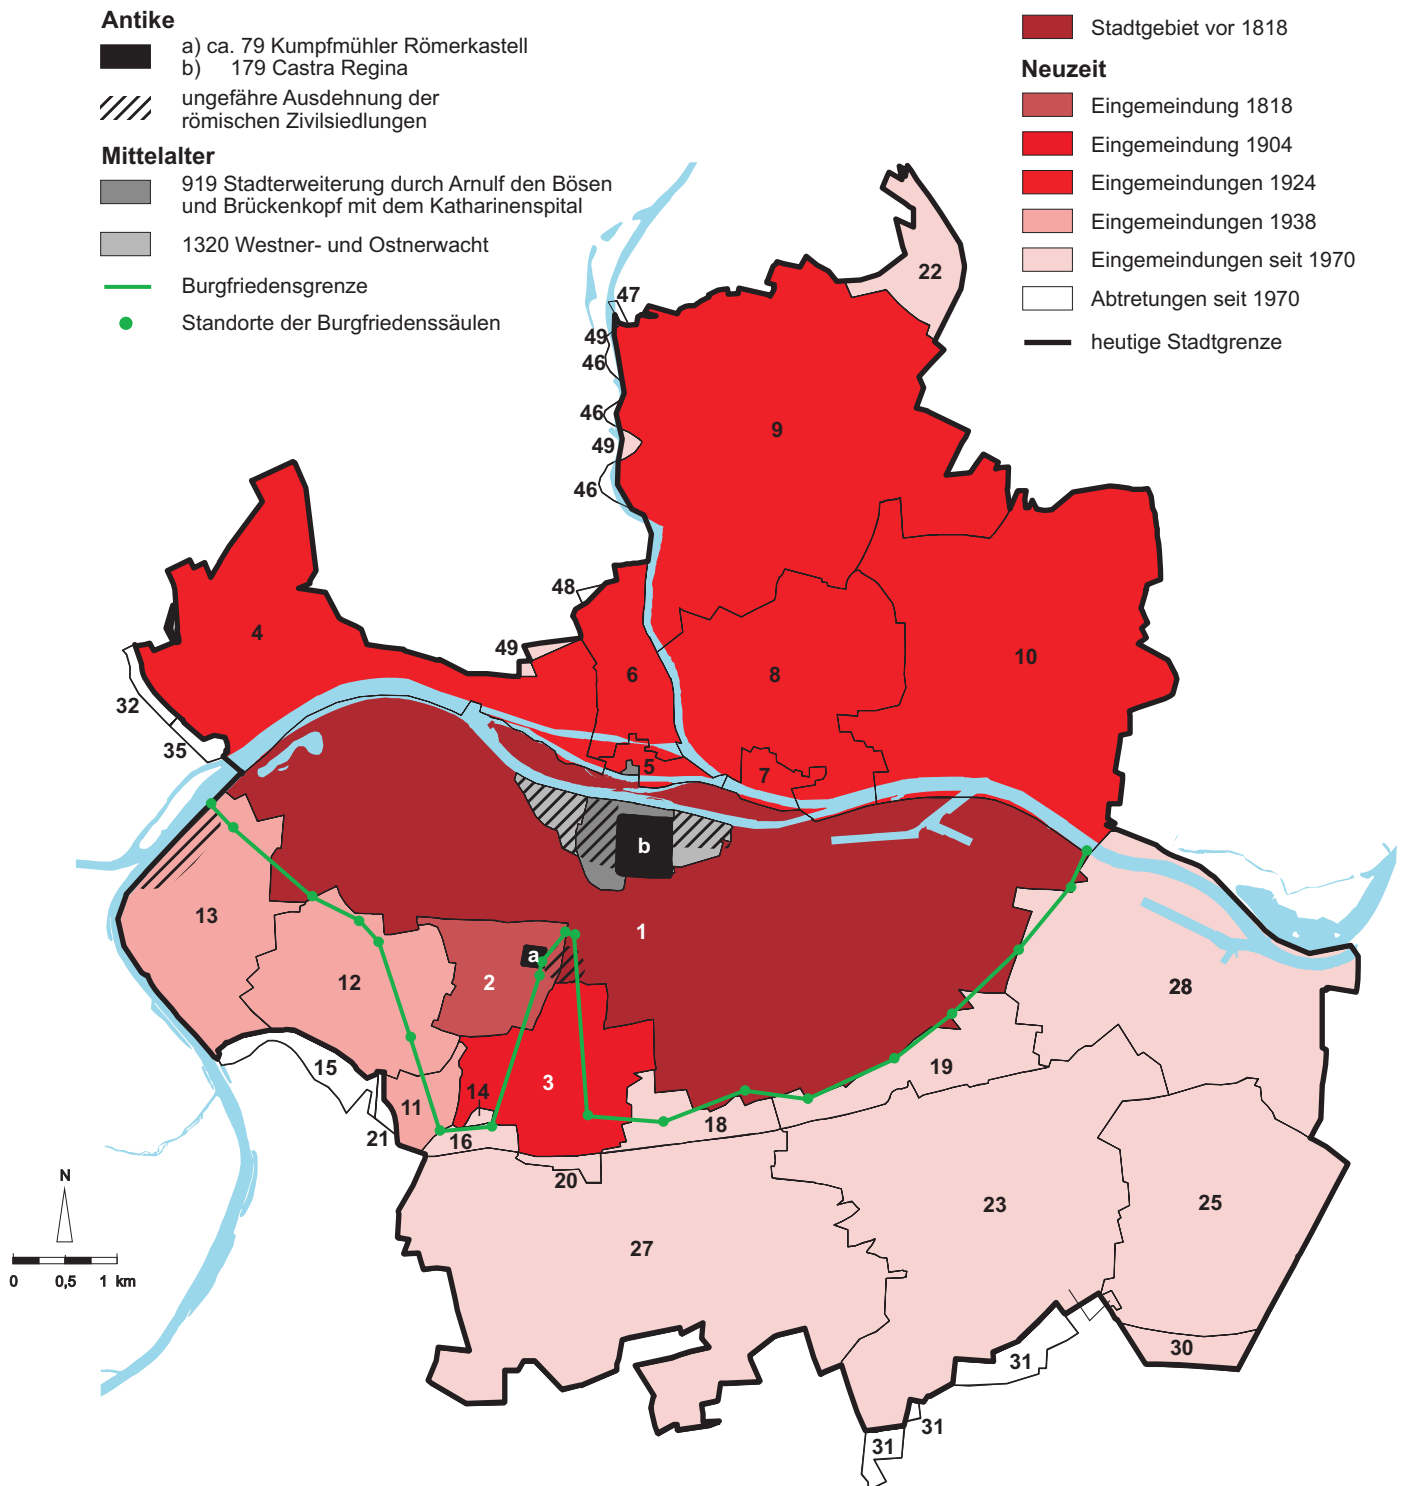 Antike
a) ca. 79 Kumpfmühler Römerkastell
b) 179 Castra Regina
ungefähre Ausdehnung der
römischen Zivilsiedlungen
Mittelalter
919 Stadterweiterung durch Arnulf den Bösen
und Brückenkopf mit dem Katharinenspital
1320 Westner- und Ostnerwacht
Burgfriedensgrenze
Standorte der Burgfriedenssäulen
Stadtgebiet vor 1818
Neuzeit
Eingemeindung 1818
Eingemeindung 1904
Eingemeindungen 1924
Eingemeindungen 1938
Eingemeindungen seit 1970
Abtretungen seit 1970
heutige Stadtgrenze
22
47
49
46
46
9
49
46
48
4
49
6
8
10
32
35
5
7
b
13
1
a
12
2
28
15
19
14
3
11
18
21
16
20
N
23
25
27
0 0,5 1 km
30
31
31
31